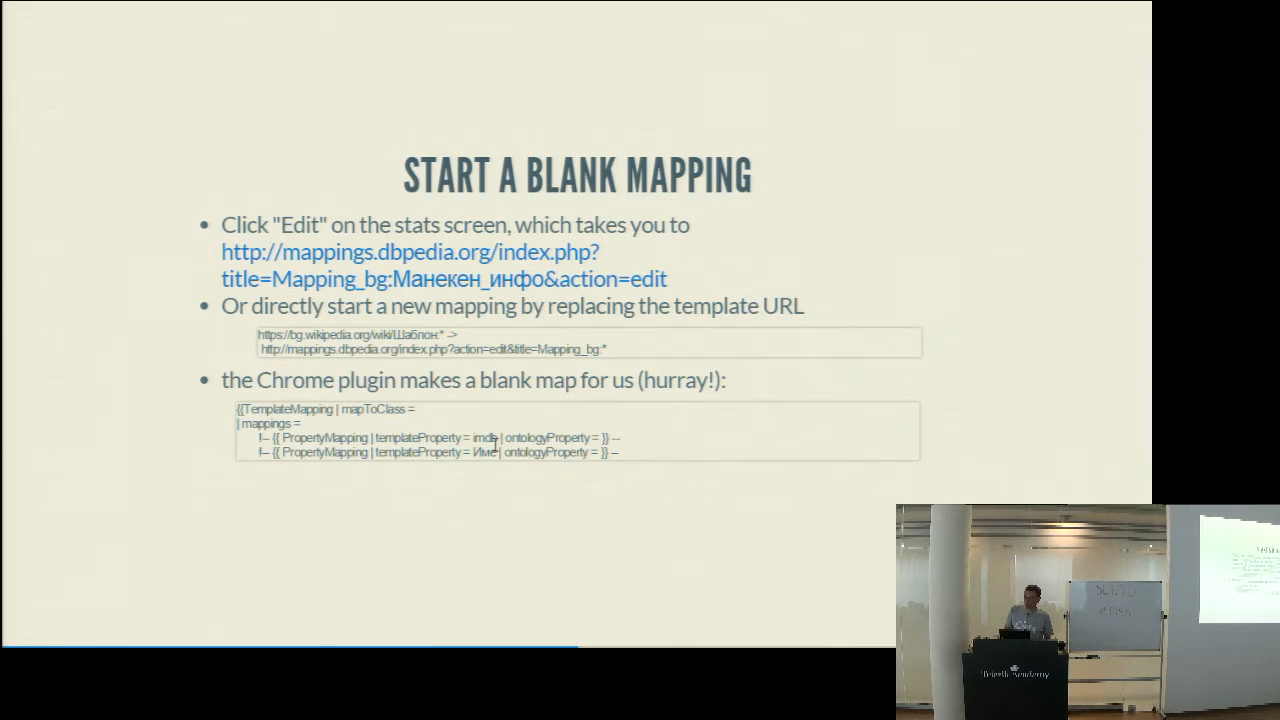 START A BLANK MAPPING
Click "Edit" on the stats screen, which takes you to
http://mappings.dbpedia.org/index.php?
title=Mapping_bg:Манекен_инфо&action=edit
Or directly start a new mapping by replacing the template URL
https://bg.wikipedia.org/wiki/Шаблон:* ->
http://mappings.dbpedia.org/index.php?action=edit&title=Mapping_bg:*
the Chrome plugin makes a blank map for us (hurray!):
{{TemplateMapping | mapToClass =
| mappings =
!-- {{ PropertyMapping | templateProperty = imdb | ontologyProperty = }} --
!-- {{ PropertyMapping | templateProperty = Име | ontologyProperty = }} --
Telerik Academy